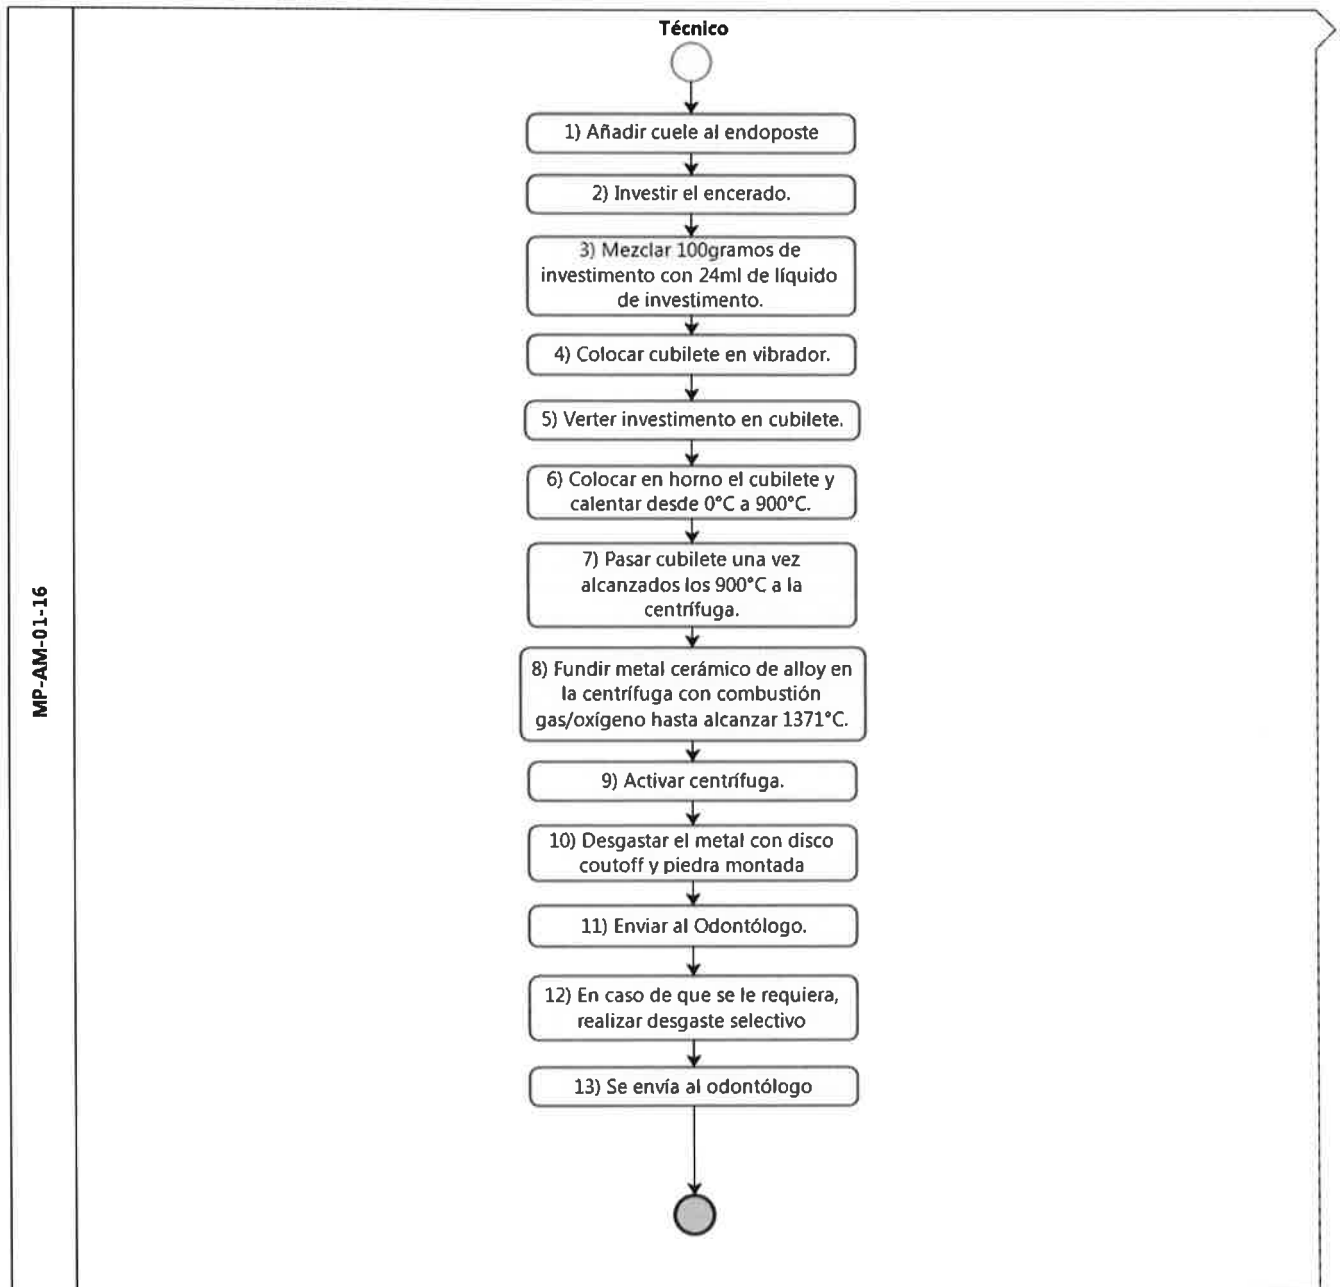 Técnico
1) Añadir cuele al endoposte
2) Investir el encerado.
3) Mezclar 100gramos de
investimento con 24ml de líquido
de investimento.
4) Colocar cubilete en vibrador.
5) Verter investimento en cubilete.
6) Colocar en horno el cubilete y
calentar desde 0°C a 900°C.
7) Pasar cubilete una vez
alcanzados los 900°C a la
centrífuga.
8) Fundir metal cerámico de alloy en
la centrífuga con combustión
gas/oxígeno hasta alcanzar 1371°C.
9) Activar centrífuga.
10) Desgastar el metal con disco
coutoff y piedra montada
11) Enviar al Odontólogo.
12) En caso de que se le requiera,
realizar desgaste selectivo
13) Se envía al odontólogo
MP-AM-01-16